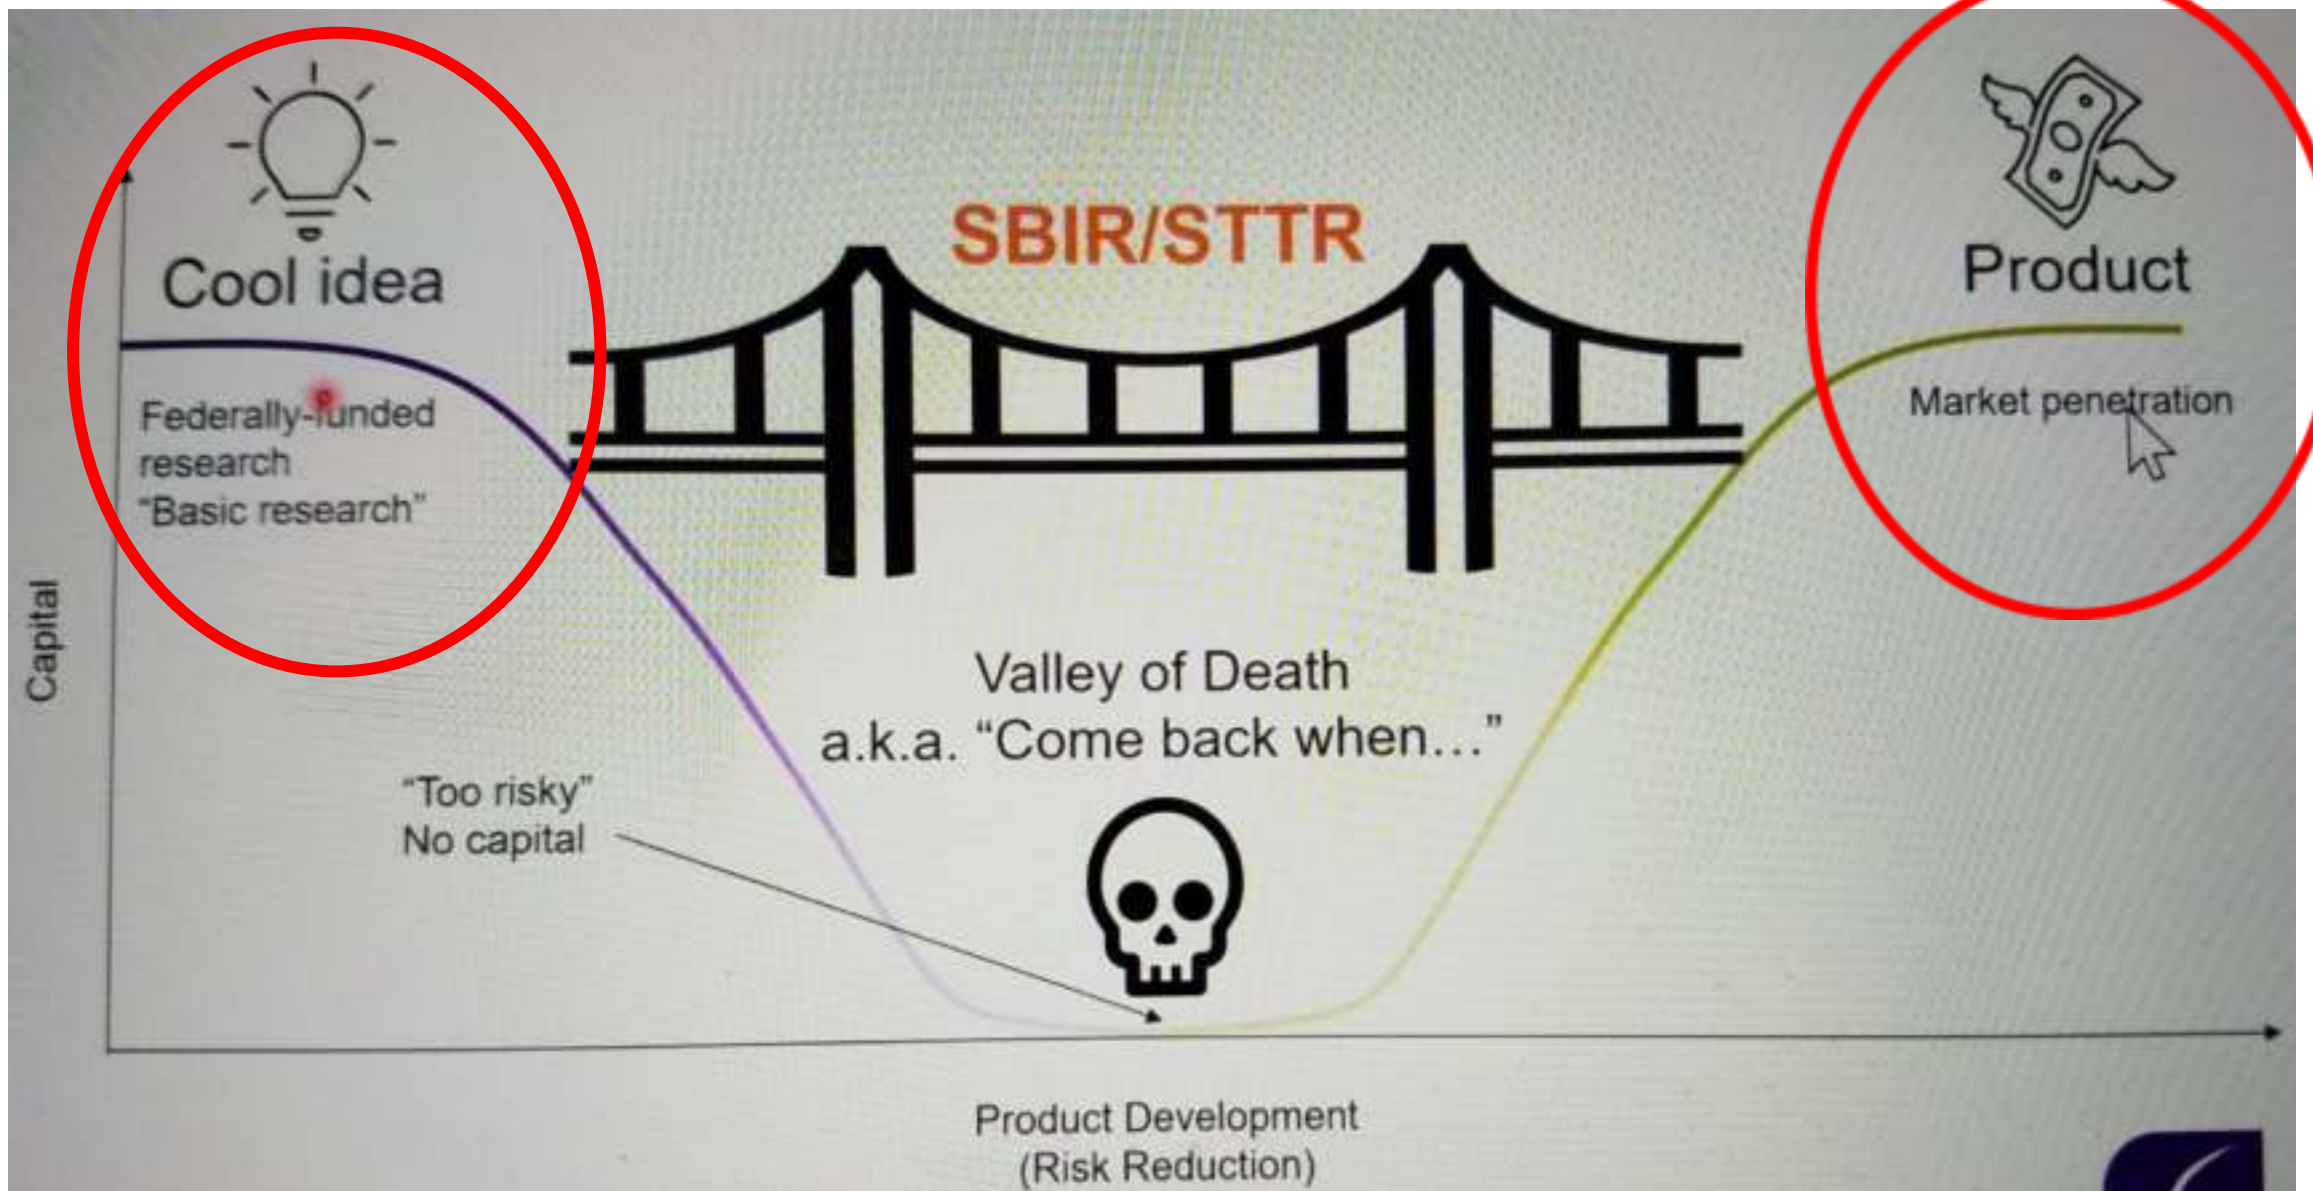 SBIR/STTR
Cool idea
Product
Federally-funded
research
“Basic research”
Market penetration
Capital
Valley of Death
a.k.a. “Come back when…”
“Too risky”
No capital
Product Development
(Risk Reduction)